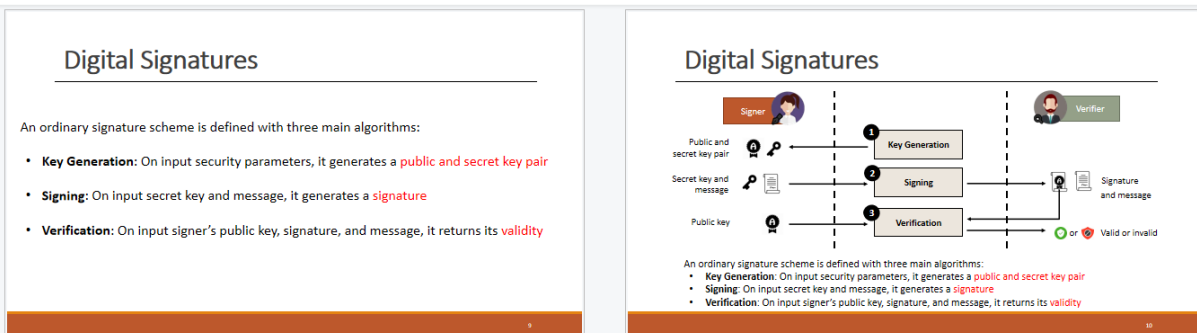 Digital Signatures
An ordinary signature scheme is defined with three main algorithms:
• Key Generation: On input security parameters, it generates a public and secret key pair
• Signing: On input secret key and message, it generates a signature
• Verification: On input signer's public key, signature, and message, it returns its validity
9
Digital Signatures
Signer
Verifier
Public and
secret key pair
1
Key Generation
Secret key and
message
2
Signing
Signature
and message
Public key
3
Verification
or
Valid or invalid
An ordinary signature scheme is defined with three main algorithms:
• Key Generation: On input security parameters, it generates a public and secret key pair
• Signing: On input secret key and message, it generates a signature
• Verification: On input signer's public key, signature, and message, it returns its validity
10